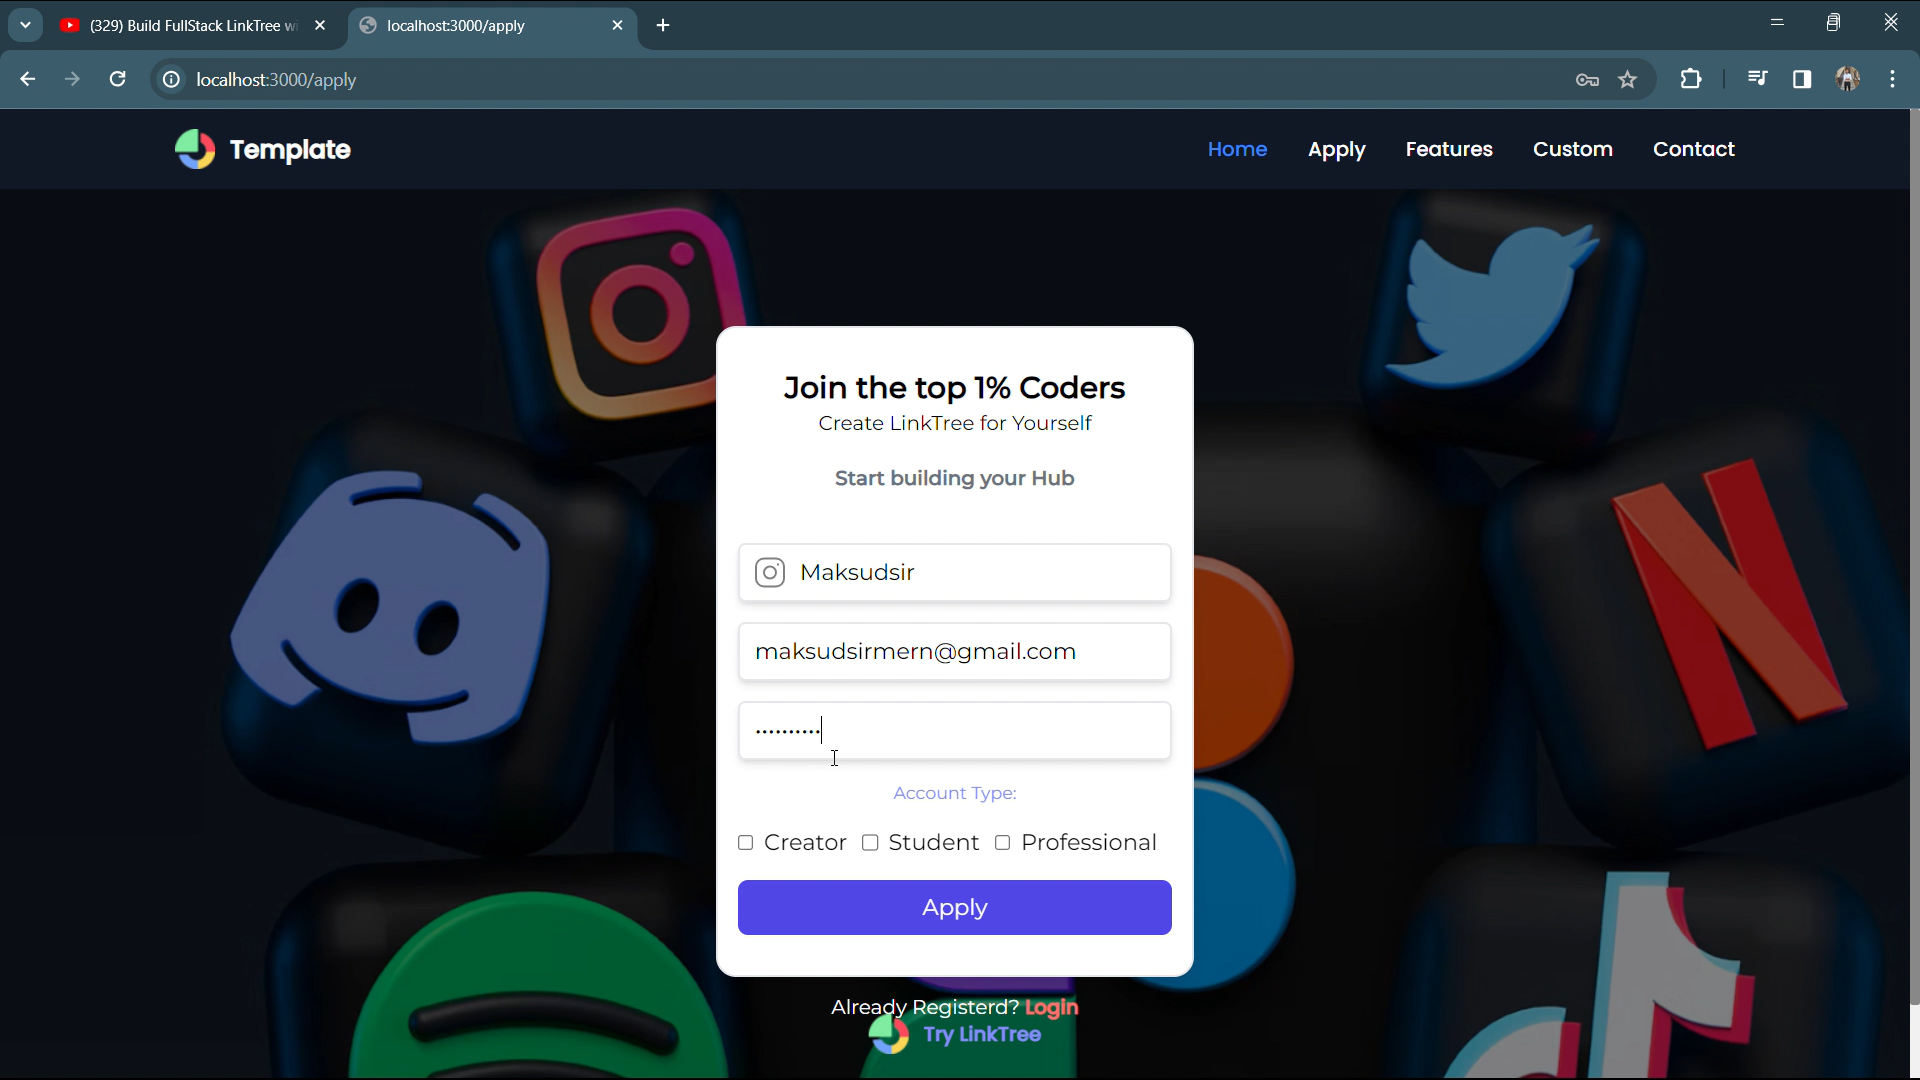 (329) Build FullStack LinkTree wi
localhost:3000/apply
localhost:3000/apply
Template
Home Apply Features Custom Contact
Join the top 1% Coders
Create LinkTree for Yourself
Start building your Hub
Maksudsir
maksudsirmern@gmail.com
··········
Account Type:
Creator Student Professional
Apply
Already Registerd? Login
Try LinkTree